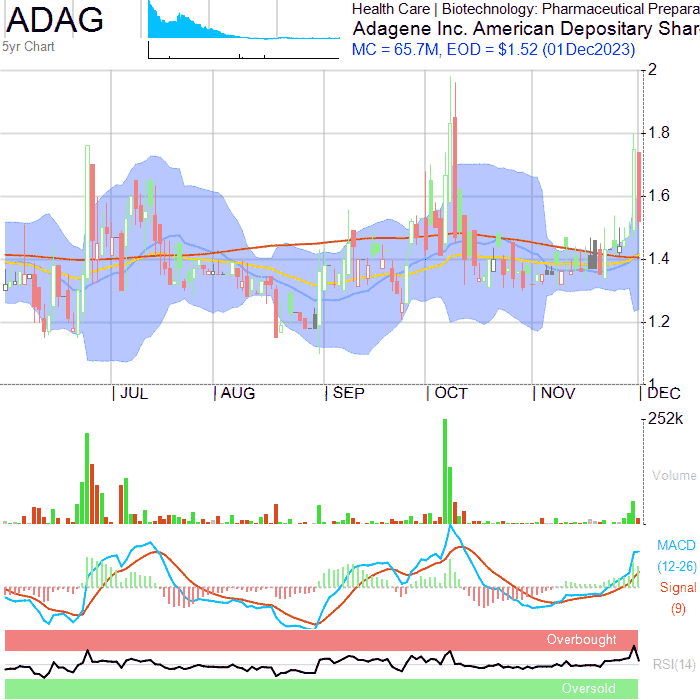 ADAG
5yr Chart
Health Care | Biotechnology: Pharmaceutical Prepara
Adagene Inc. American Depositary Shar
MC = 65.7M, EOD = $1.52 (01Dec2023)
2
1.8
1.6
1.4
1.2
1
| JUL | AUG | SEP | OCT | NOV | DEC
252k
Volume
MACD
(12-26)
Signal
(9)
Overbought
RSI(14)
Oversold